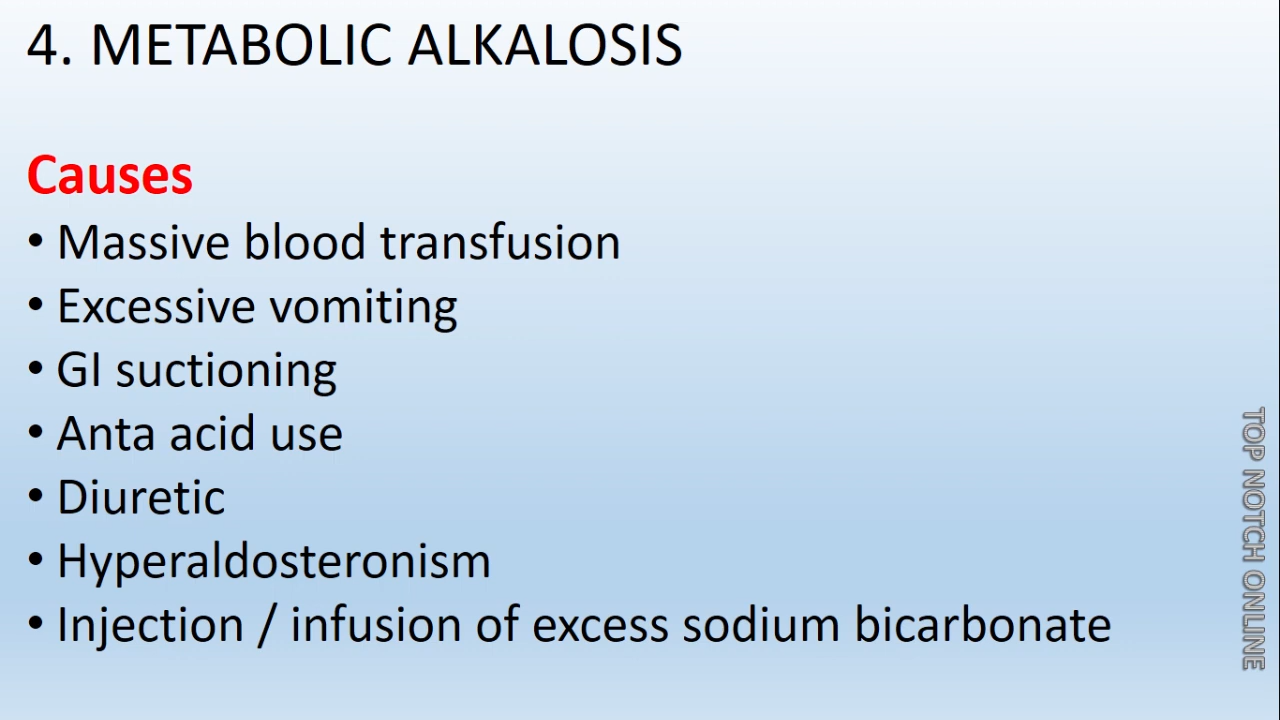 4. METABOLIC ALKALOSIS
Causes
• Massive blood transfusion
• Excessive vomiting
• GI suctioning
• Anta acid use
• Diuretic
• Hyperaldosteronism
• Injection / infusion of excess sodium bicarbonate
TOP NOTCH ONLINE